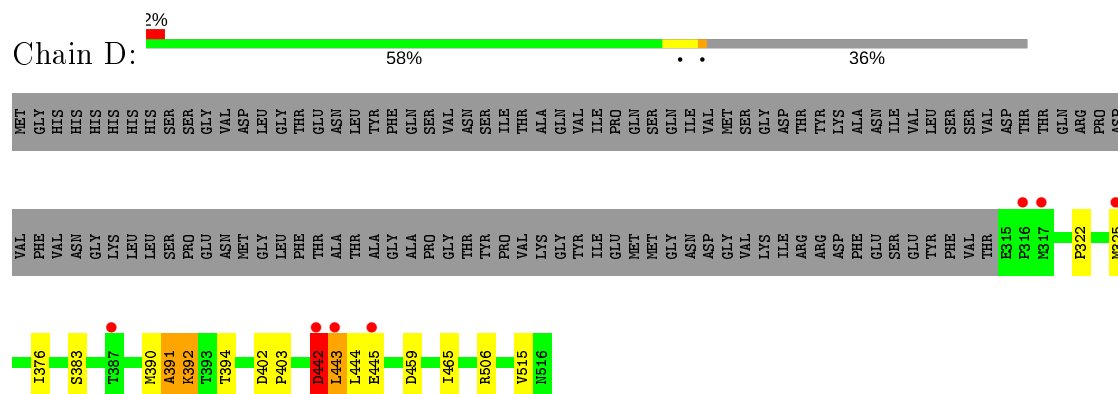 2%
Chain D:
58%
36%
MET GLY HIS HIS HIS HIS HIS HIS SER SER GLY VAL ASP LEU GLY THR GLU ASN LEU TYR PHE GLN SER VAL ASN SER ILE THR ALA GLN VAL ILE PRO GLN SER GLN ILE VAL MET SER GLY ASP THR TYR LYS ALA ASN ILE VAL LEU SER SER VAL ASP THR THR GLN ARG PRO ASP
VAL PHE VAL ASN GLY LYS LEU LEU SER PRO GLU ASN MET GLY LEU PHE THR ALA THR ALA GLY ALA PRO GLY THR TYR PRO VAL LYS GLY TYR ILE GLU MET MET GLY ASN ASP GLY VAL LYS ILE ARG ARG ASP PHE GLU SER GLU TYR PHE VAL THR E315 P316 M317 P322 M325
I376 S383 T387 M390 A391 K392 T393 T394 D402 P403 D442 L443 L444 E445 D459 I465 R506 V515 N516